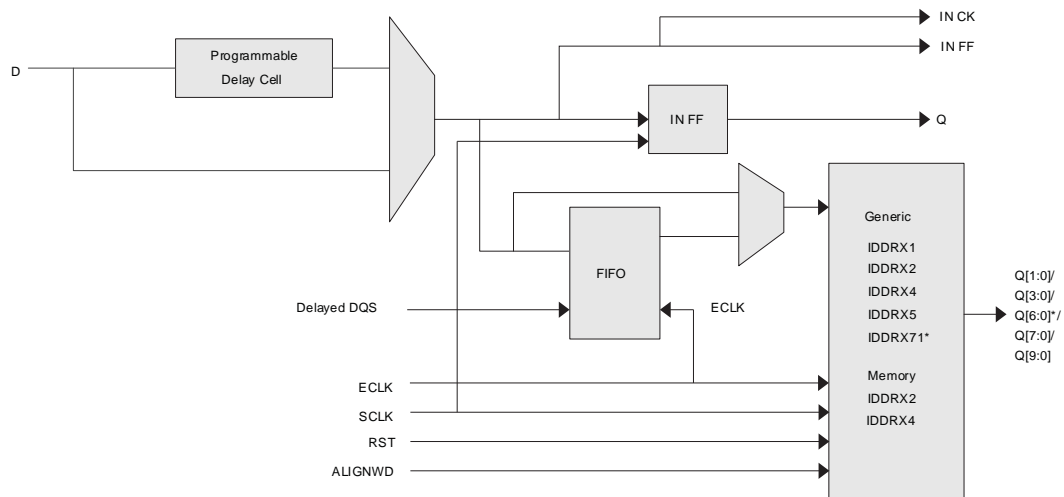 IN CK
IN FF
Programmable
Delay Cell
D
IN FF
Q
Generic
IDDRX1
IDDRX2
IDDRX4
IDDRX5
IDDRX71*
Memory
IDDRX2
IDDRX4
FIFO
Delayed DQS
ECLK
Q[1:0]/
Q[3:0]/
Q[6:0]*/
Q[7:0]/
Q[9:0]
ECLK
SCLK
RST
ALIGNWD